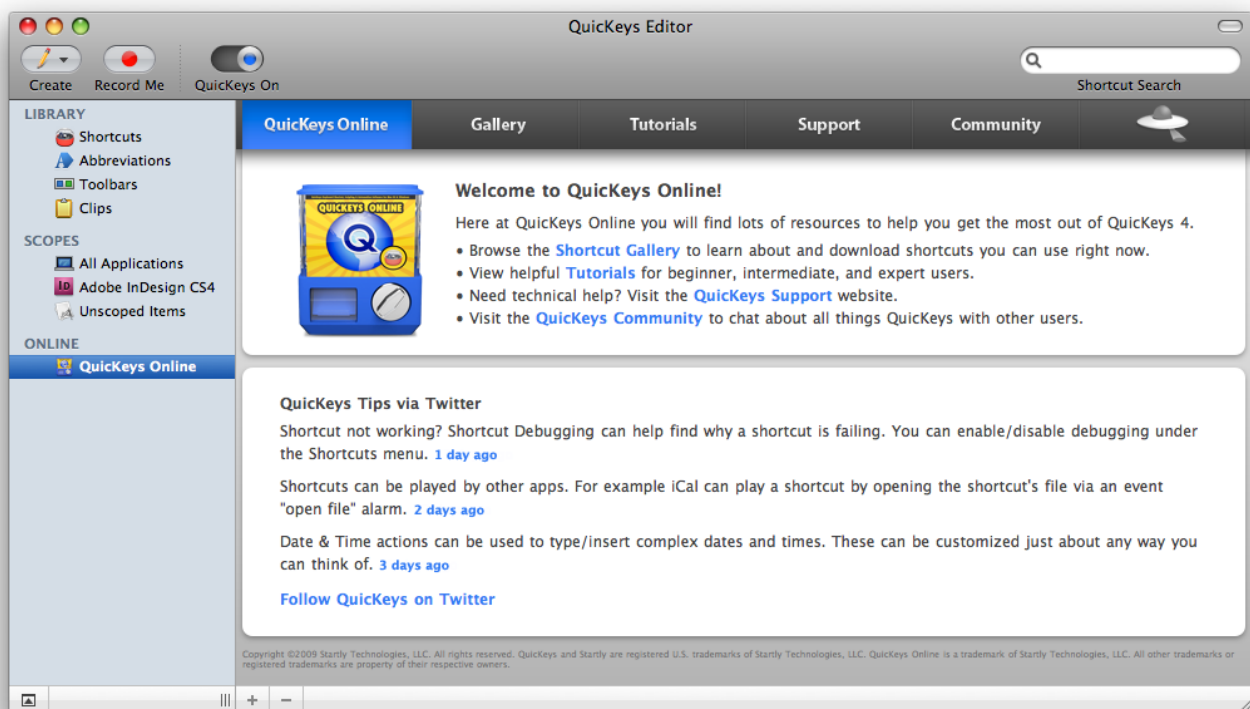 QuicKeys Editor
Create
Record Me
QuicKeys On
Shortcut Search
LIBRARY
Shortcuts
Abbreviations
Toolbars
Clips
SCOPES
All Applications
ID
Adobe InDesign CS4
Unscoped Items
ONLINE
QuicKeys Online
QuicKeys Online
Gallery
Tutorials
Support
Community
QUICKEYS ONLINE
Q
Welcome to QuicKeys Online!
Here at QuicKeys Online you will find lots of resources to help you get the most out of QuicKeys 4.
• Browse the Shortcut Gallery to learn about and download shortcuts you can use right now.
• View helpful Tutorials for beginner, intermediate, and expert users.
• Need technical help? Visit the QuicKeys Support website.
• Visit the QuicKeys Community to chat about all things QuicKeys with other users.
QuicKeys Tips via Twitter
Shortcut not working? Shortcut Debugging can help find why a shortcut is failing. You can enable/disable debugging under
the Shortcuts menu. 1 day ago
Shortcuts can be played by other apps. For example iCal can play a shortcut by opening the shortcut's file via an event
"open file" alarm. 2 days ago
Date & Time actions can be used to type/insert complex dates and times. These can be customized just about any way you
can think of. 3 days ago
Follow QuicKeys on Twitter
Copyright ©2009 Startly Technologies, LLC. All rights reserved. QuicKeys and Startly are registered U.S. trademarks of Startly Technologies, LLC. QuicKeys Online is a trademark of Startly Technologies, LLC. All other trademarks or
registered trademarks are property of their respective owners.